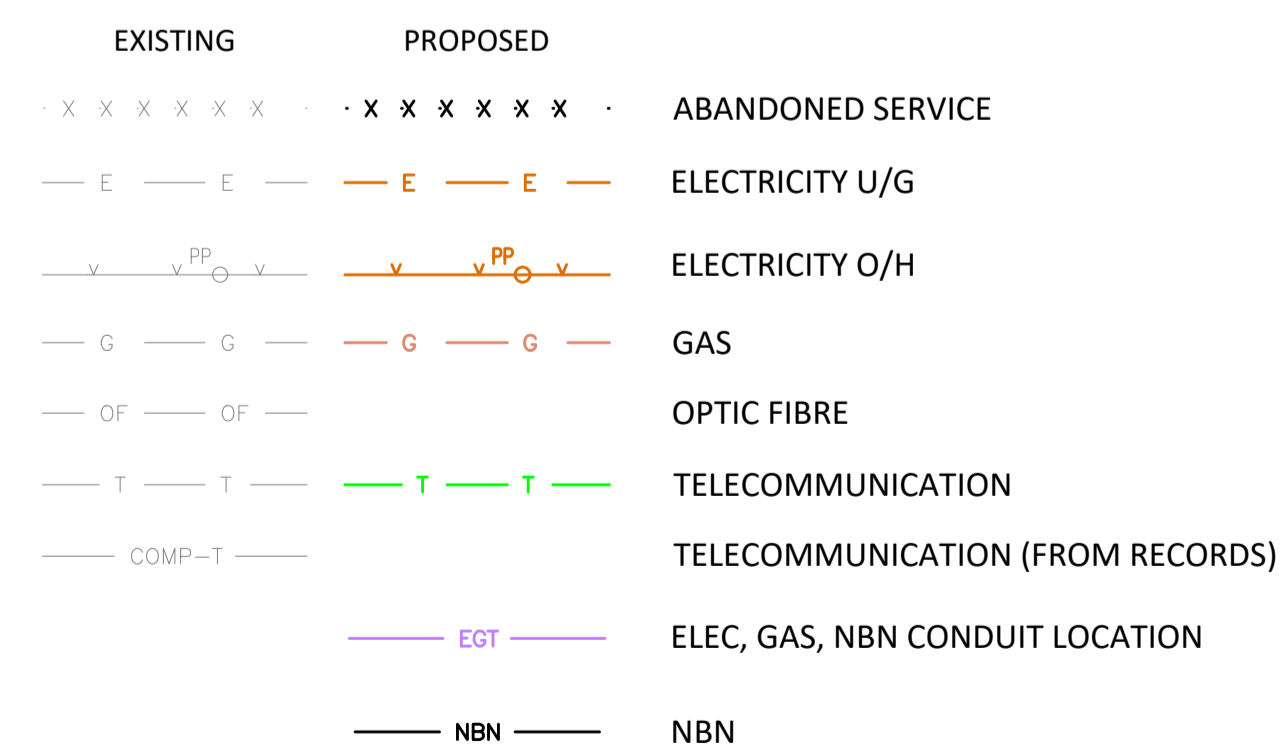 EXISTING PROPOSED
X X X X X X X X X X X X ABANDONED SERVICE
E E E E ELECTRICITY U/G
PP PP ELECTRICITY O/H
G G G G GAS
OF OF OPTIC FIBRE
T T T T TELECOMMUNICATION
COMP-T TELECOMMUNICATION (FROM RECORDS)
EGT ELEC, GAS, NBN CONDUIT LOCATION
NBN NBN